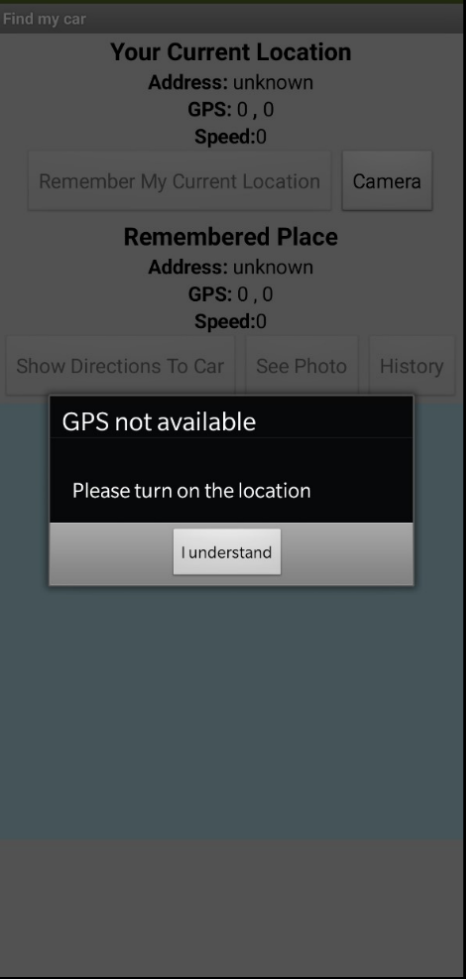 Find my car
Your Current Location
Address: unknown
GPS: 0 , 0
Speed:0
Remember My Current Location Camera
Remembered Place
Address: unknown
GPS: 0 , 0
Speed:0
Show Directions To Car See Photo History
GPS not available
Please turn on the location
I understand